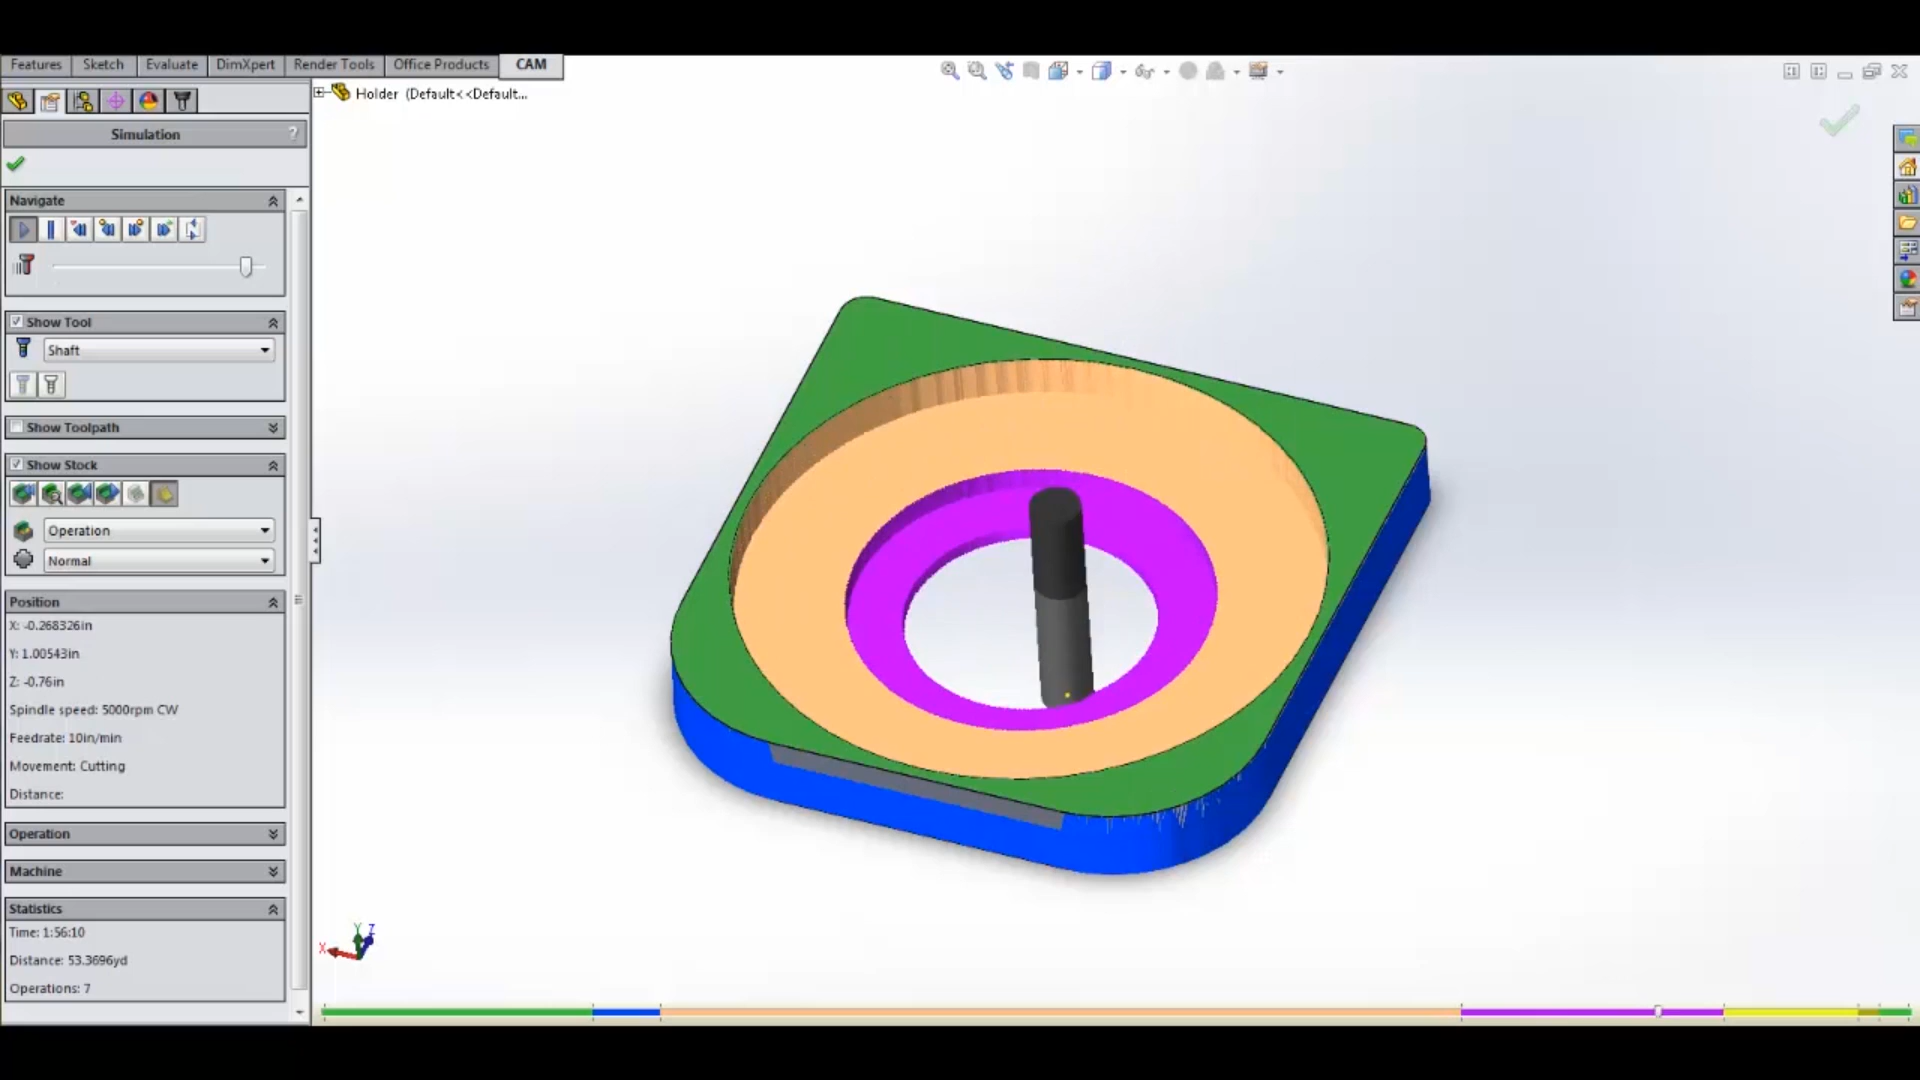 Features Sketch Evaluate DimXpert Render Tools Office Products CAM
Holder (Default<<Default...
Simulation ?
Navigate
Show Tool
Shaft
Show Toolpath
Show Stock
Operation
Normal
Position
X: -0.268326in
Y: 1.00543in
Z: -0.76in
Spindle speed: 5000rpm CW
Feedrate: 10in/min
Movement: Cutting
Distance:
Operation
Machine
Statistics
Time: 1:56:10
Distance: 53.3696yd
Operations: 7
Y Z
X